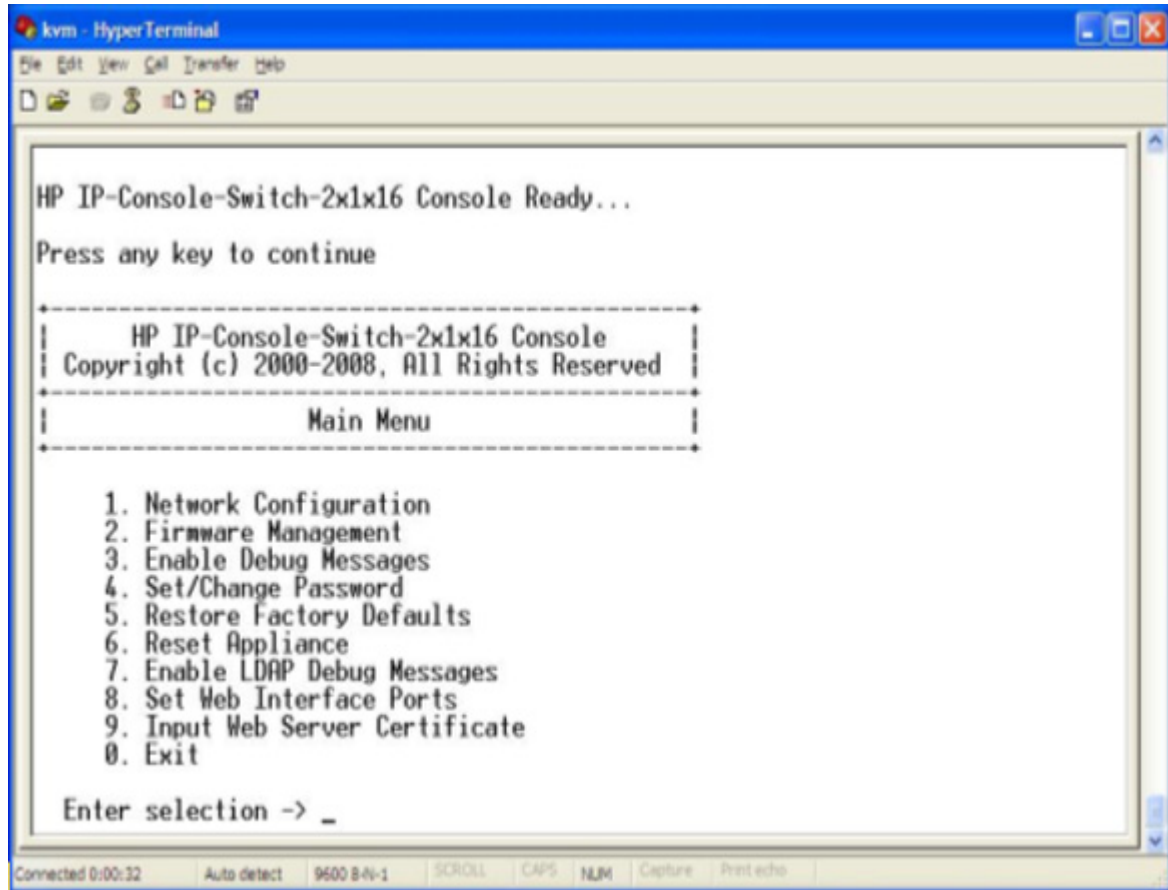 kvm - HyperTerminal
File Edit View Call Transfer Help
HP IP-Console-Switch-2x1x16 Console Ready...
Press any key to continue
+------------------------------------------------+
| HP IP-Console-Switch-2x1x16 Console |
| Copyright (c) 2000-2008, All Rights Reserved |
+------------------------------------------------+
| Main Menu |
+------------------------------------------------+
1. Network Configuration
2. Firmware Management
3. Enable Debug Messages
4. Set/Change Password
5. Restore Factory Defaults
6. Reset Appliance
7. Enable LDAP Debug Messages
8. Set Web Interface Ports
9. Input Web Server Certificate
0. Exit
Enter selection -> _
Connected 0:00:32 Auto detect 9600 8-N-1 SCROLL CAPS NUM Capture Print echo